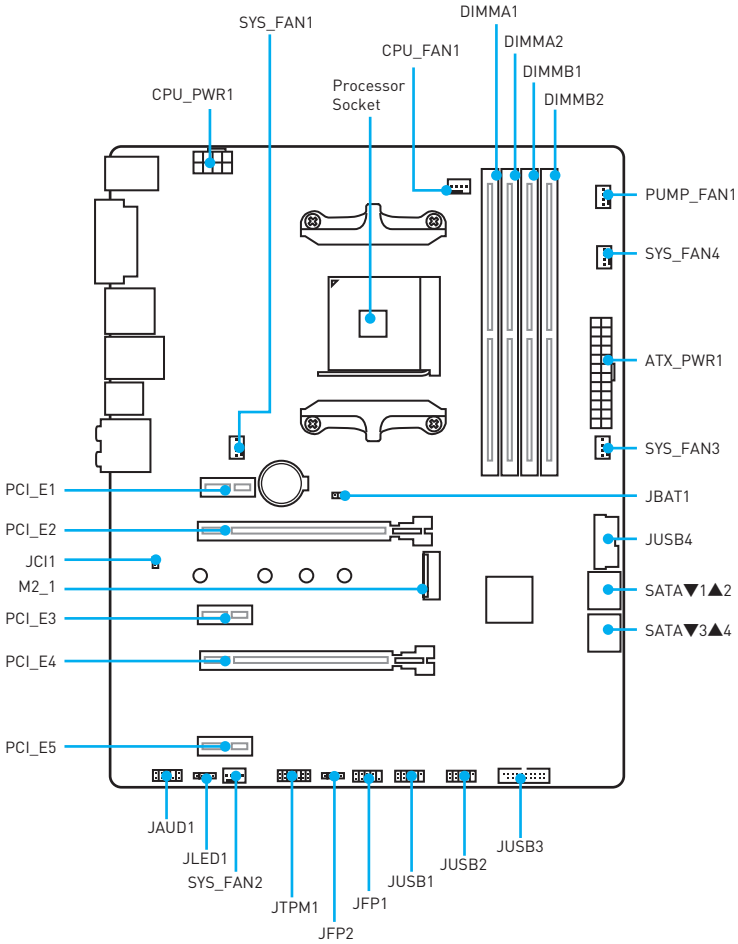 DIMMA1
SYS_FAN1
DIMMA2
CPU_FAN1
DIMMB1
Processor
Socket
CPU_PWR1
DIMMB2
PUMP_FAN1
SYS_FAN4
ATX_PWR1
SYS_FAN3
PCI_E1
JBAT1
PCI_E2
JUSB4
JCI1
M2_1
SATA▼1▲2
PCI_E3
SATA▼3▲4
PCI_E4
PCI_E5
JAUD1
JLED1
SYS_FAN2
JTPM1
JFP2
JFP1
JUSB1
JUSB2
JUSB3